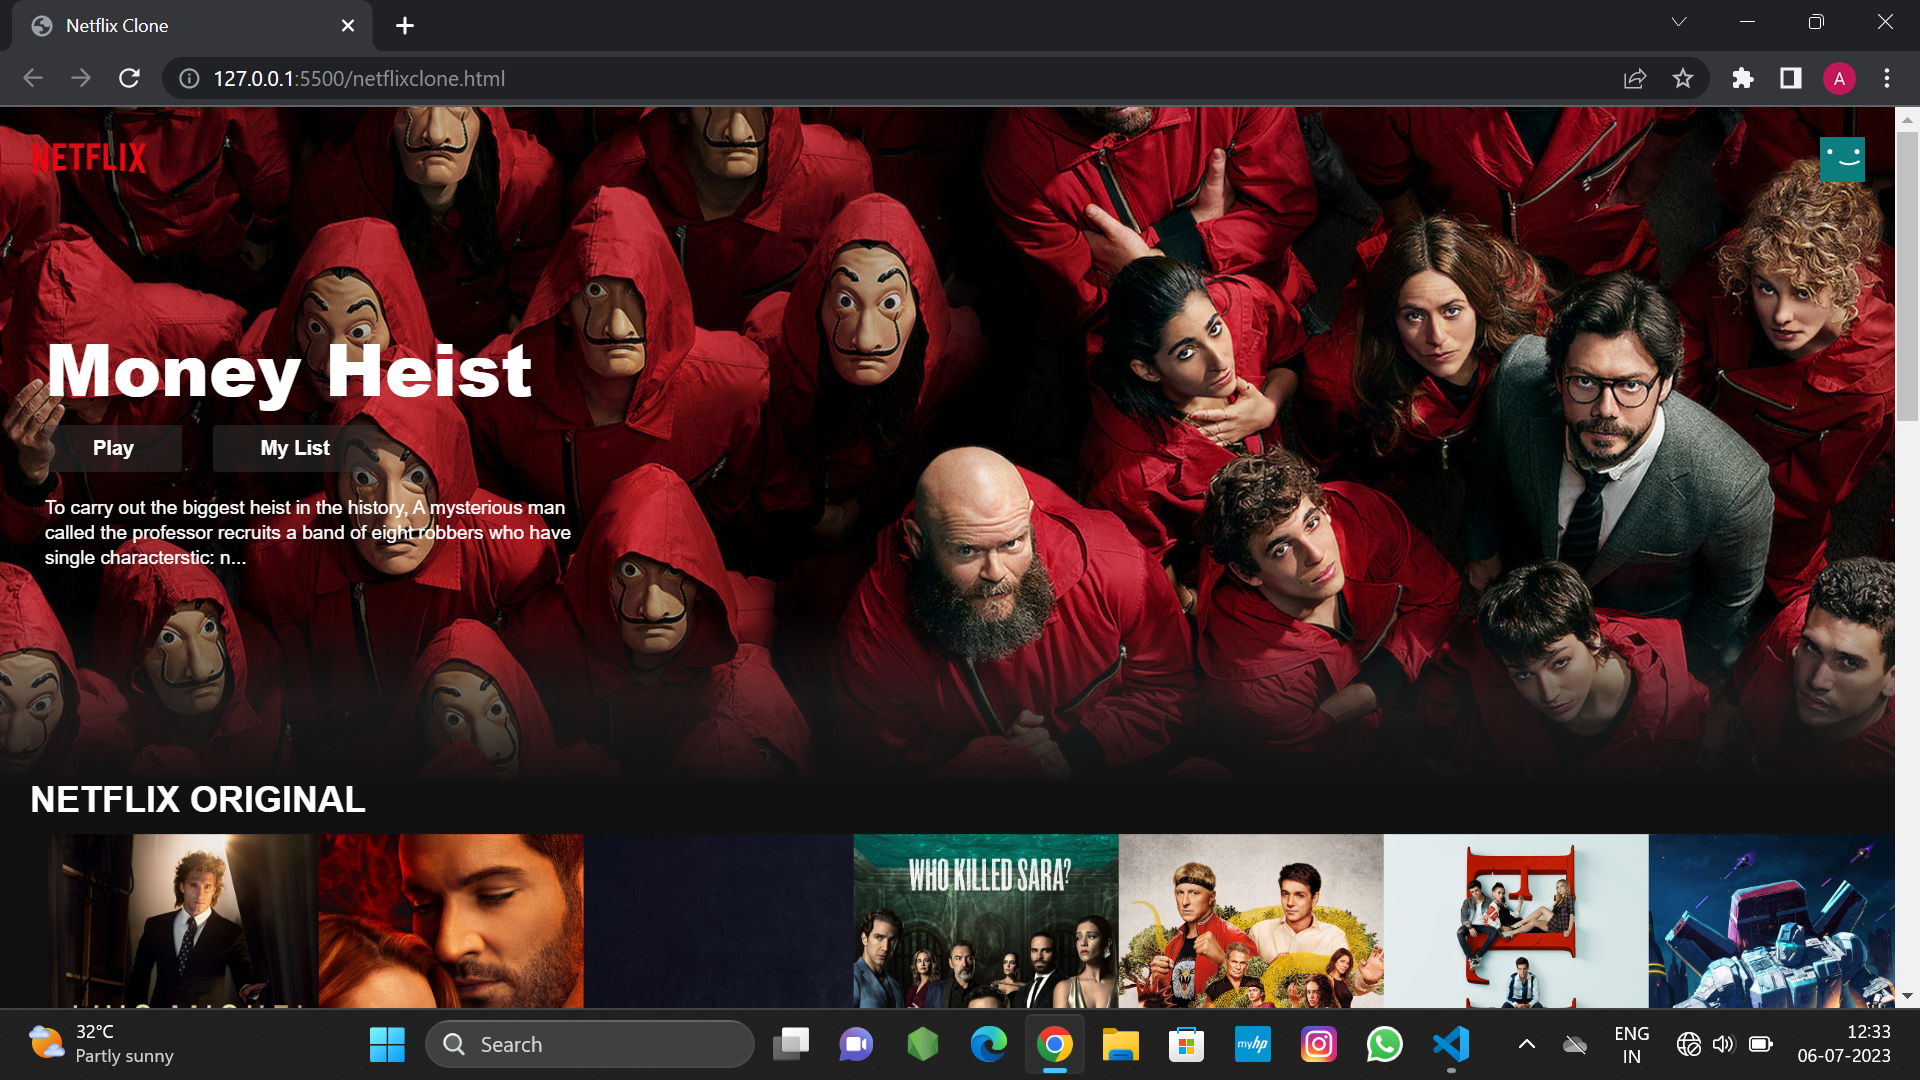 Netflix Clone
127.0.0.1:5500/netflixclone.html
A
NETFLIX
Money Heist
Play
My List
To carry out the biggest heist in the history, A mysterious man
called the professor recruits a band of eight robbers who have
single characterstic: n...
NETFLIX ORIGINAL
WHO KILLED SARA?
32°C
Partly sunny
Search
myhp
ENG
IN
12:33
06-07-2023